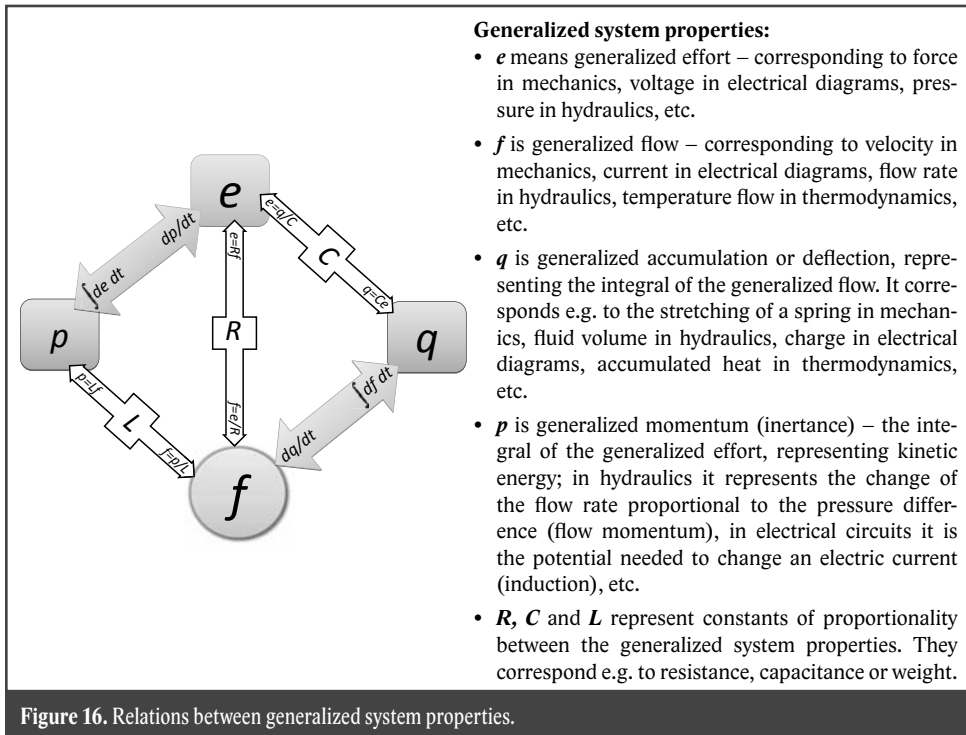 Generalized system properties:
• e means generalized effort – corresponding to force
in mechanics, voltage in electrical diagrams, pres-
sure in hydraulics, etc.
• f is generalized flow – corresponding to velocity in
mechanics, current in electrical diagrams, flow rate
in hydraulics, temperature flow in thermodynamics,
etc.
• q is generalized accumulation or deflection, repre-
senting the integral of the generalized flow. It corre-
sponds e.g. to the stretching of a spring in mechan-
ics, fluid volume in hydraulics, charge in electrical
diagrams, accumulated heat in thermodynamics,
etc.
• p is generalized momentum (inertance) – the inte-
gral of the generalized effort, representing kinetic
energy; in hydraulics it represents the change of
the flow rate proportional to the pressure differ-
ence (flow momentum), in electrical circuits it is
the potential needed to change an electric current
(induction), etc.
• R, C and L represent constants of proportionality
between the generalized system properties. They
correspond e.g. to resistance, capacitance or weight.
e
dp/dt
∫de dt
e=Rf
R
f=e/R
e=q/C
C
q=Ce
p
q
p=Lf
L
f=p/L
∫df dt
dq/dt
f
Figure 16. Relations between generalized system properties.